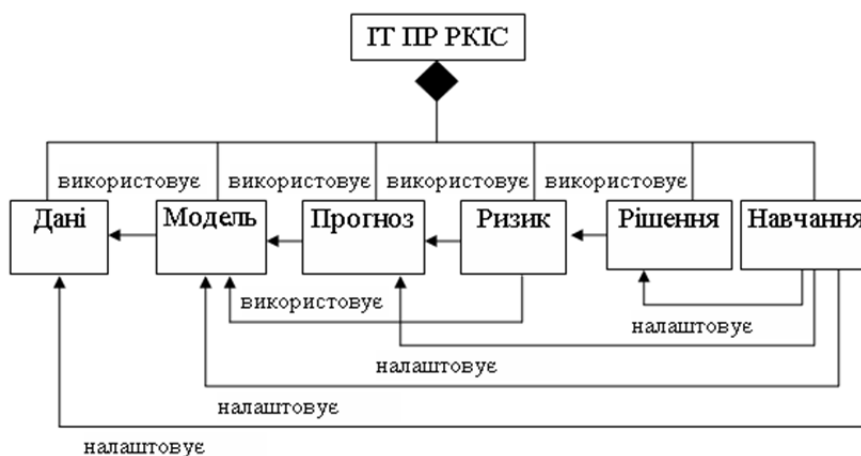 ІТ ПР РКІС
використовує використовує використовує використовує
Дані Модель Прогноз Ризик Рішення Навчання
використовує
налаштовує
налаштовує
налаштовує
налаштовує